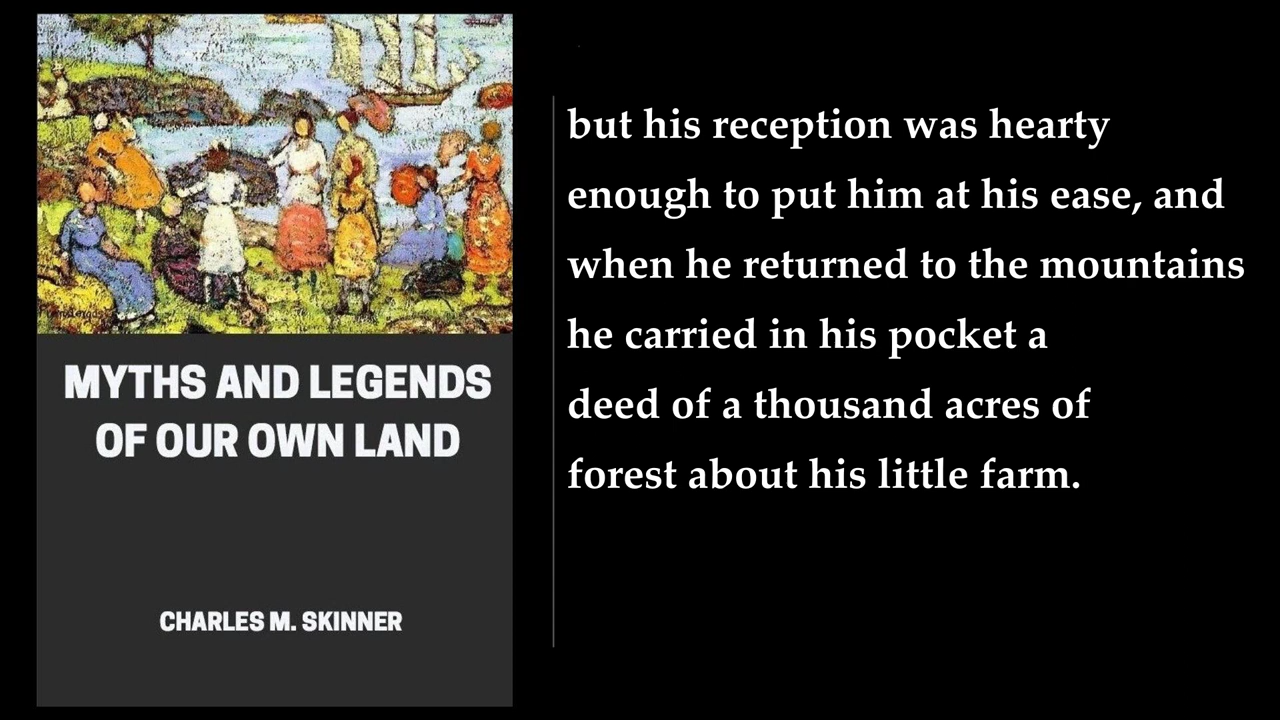 MYTHS AND LEGENDS
OF OUR OWN LAND
CHARLES M. SKINNER
but his reception was hearty
enough to put him at his ease, and
when he returned to the mountains
he carried in his pocket a
deed of a thousand acres of
forest about his little farm.